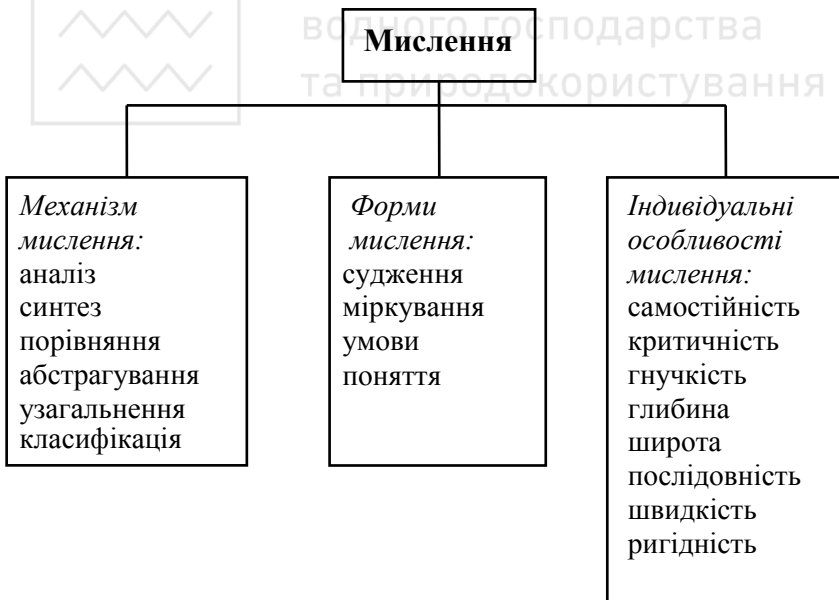 водного господарства
та природокористування
Мислення
Механізм
мислення:
аналіз
синтез
порівняння
абстрагування
узагальнення
класифікація
Форми
мислення:
судження
міркування
умови
поняття
Індивідуальні
особливості
мислення:
самостійність
критичність
гнучкість
глибина
широта
послідовність
швидкість
ригідність